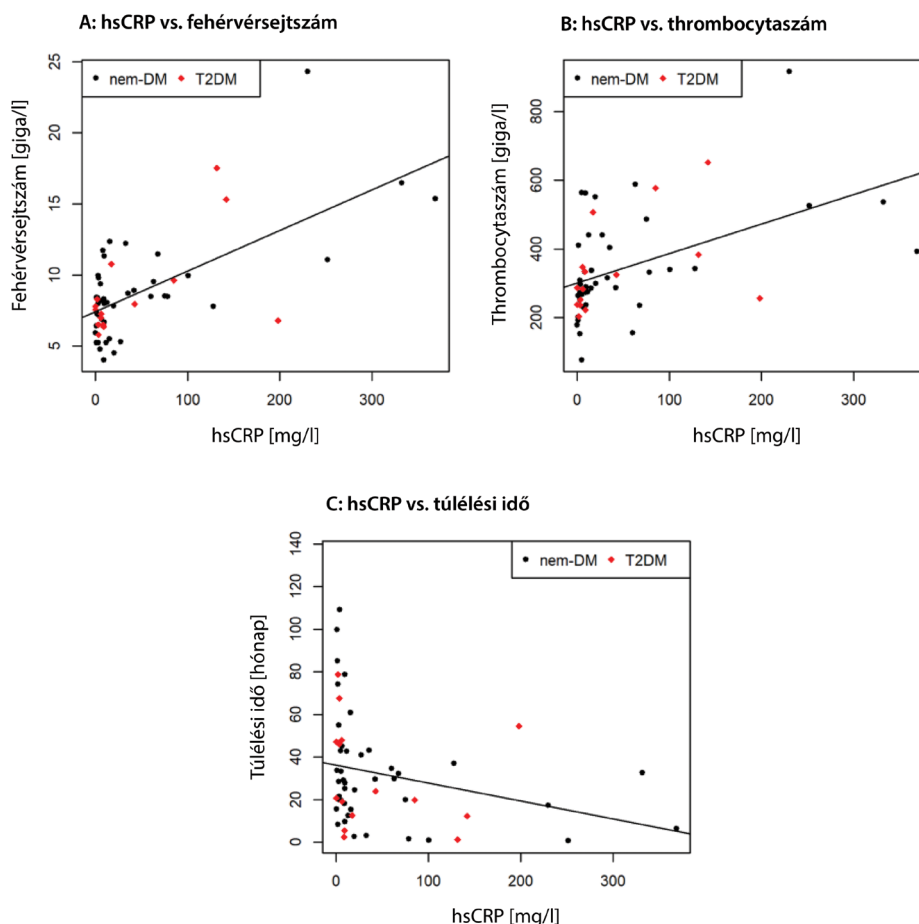 A: hsCRP vs. fehérvérsejtszám
B: hsCRP vs. thrombocytaszám
nem-DM T2DM
Fehérvérsejtszám [giga/l]
25
20
15
10
5
0 100 200 300
hsCRP [mg/l]
nem-DM T2DM
Thrombocytaszám [giga/l]
800
600
400
200
0 100 200 300
hsCRP [mg/l]
C: hsCRP vs. túlélési idő
nem-DM T2DM
Túlélési idő [hónap]
140
120
100
80
60
40
20
0
0 100 200 300
hsCRP [mg/l]